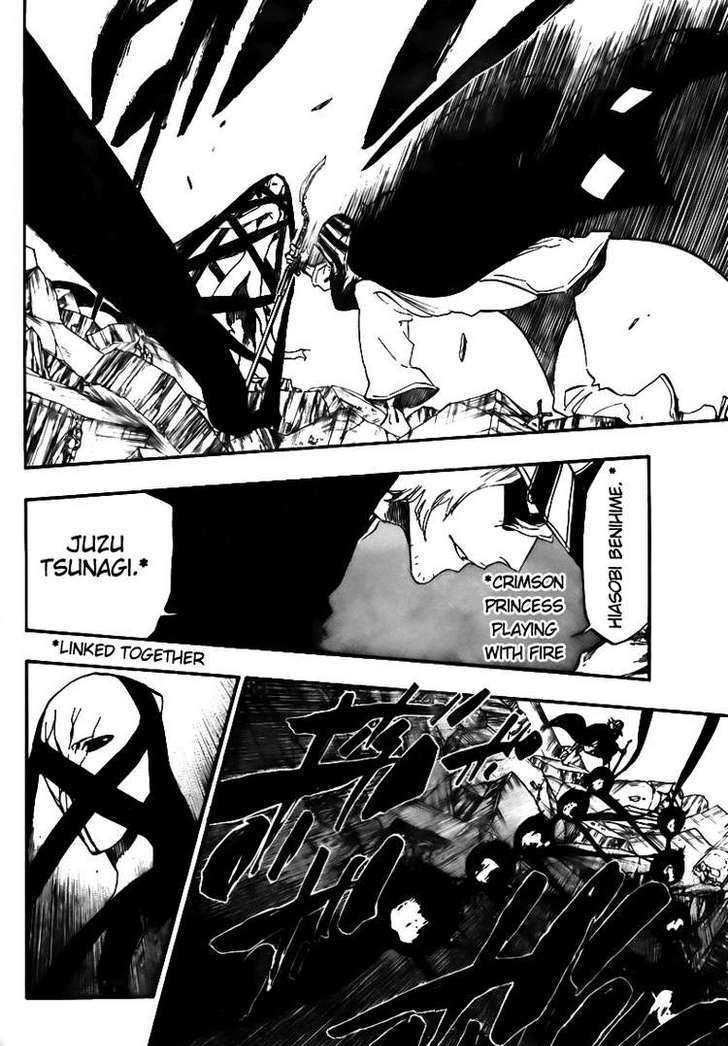 *
HIASOBI BENIHIME.
*CRIMSON
PRINCESS
PLAYING
WITH FIRE
JUZU
TSUNAGI.*
*LINKED TOGETHER